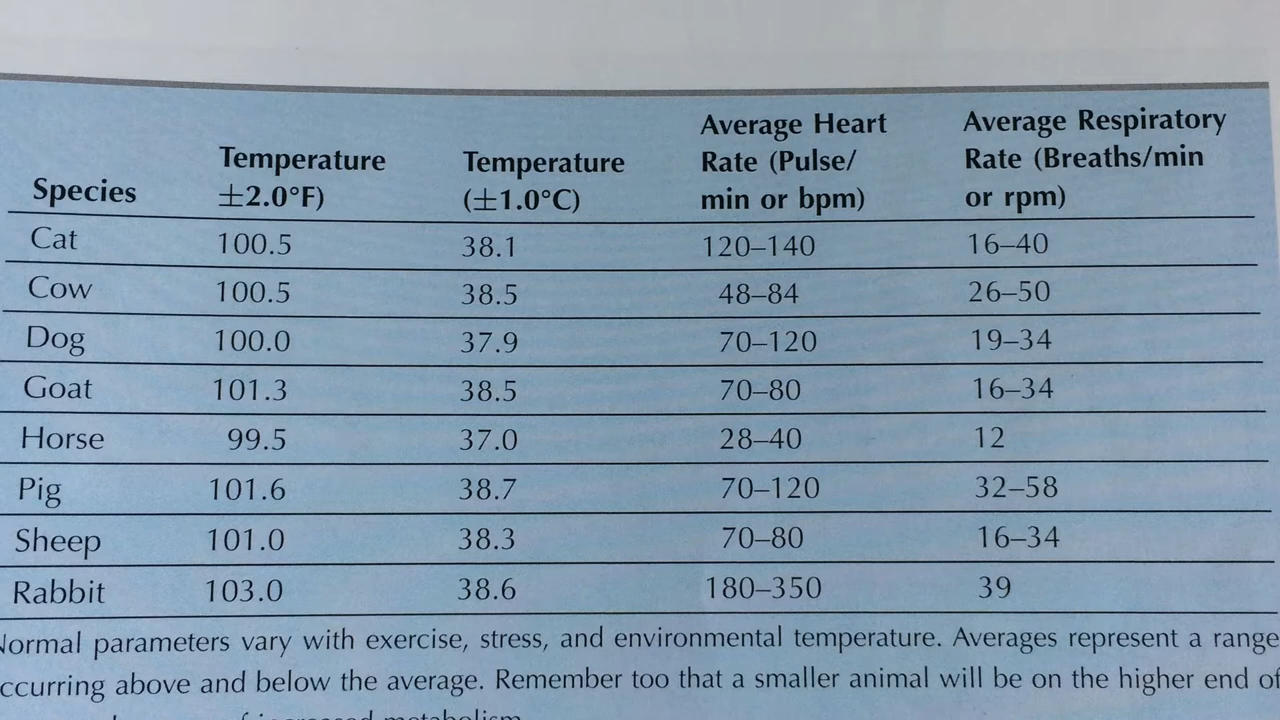 Species Temperature ±2.0°F) Temperature (±1.0°C) Average Heart Rate (Pulse/ min or bpm) Average Respiratory Rate (Breaths/min or rpm)
Cat 100.5 38.1 120–140 16–40
Cow 100.5 38.5 48–84 26–50
Dog 100.0 37.9 70–120 19–34
Goat 101.3 38.5 70–80 16–34
Horse 99.5 37.0 28–40 12
Pig 101.6 38.7 70–120 32–58
Sheep 101.0 38.3 70–80 16–34
Rabbit 103.0 38.6 180–350 39
Normal parameters vary with exercise, stress, and environmental temperature. Averages represent a range
ccurring above and below the average. Remember too that a smaller animal will be on the higher end of
increased metabolism